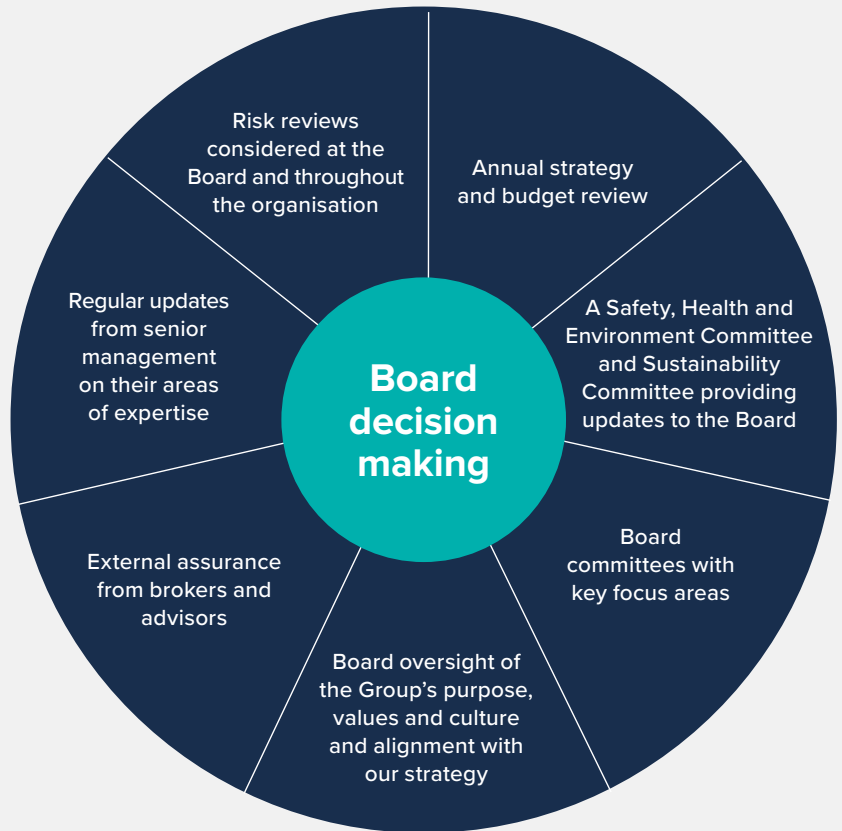 Board
decision
making
Annual strategy
and budget review
A Safety, Health and
Environment Committee
and Sustainability
Committee providing
updates to the Board
Board
committees with
key focus areas
Board oversight of
the Group’s purpose,
values and culture
and alignment with
our strategy
External assurance
from brokers and
advisors
Regular updates
from senior
management
on their areas
of expertise
Risk reviews
considered at the
Board and throughout
the organisation